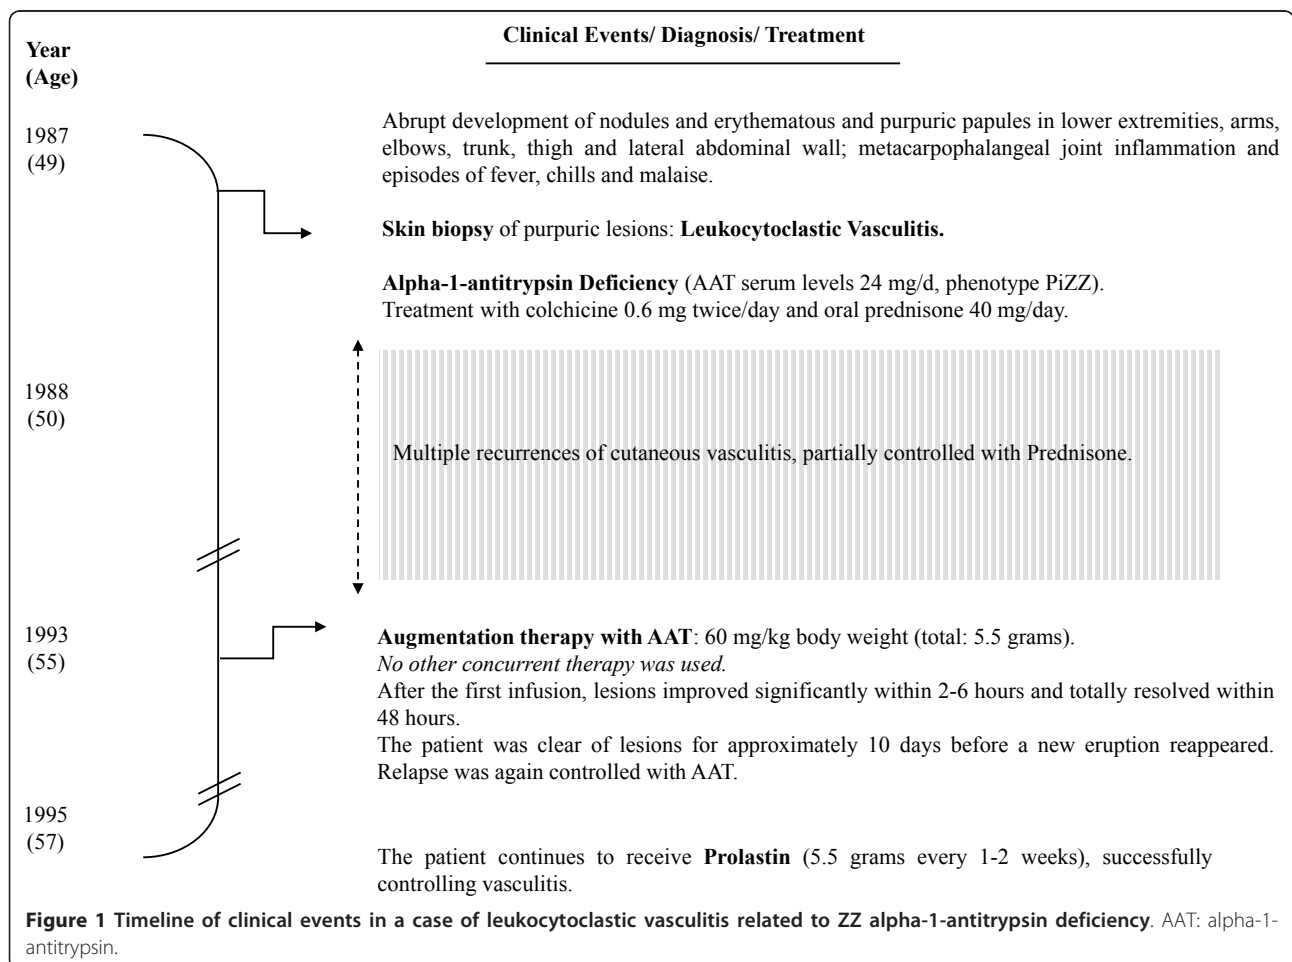 Clinical Events/ Diagnosis/ Treatment
Year
(Age)
1987
(49)
Abrupt development of nodules and erythematous and purpuric papules in lower extremities, arms,
elbows, trunk, thigh and lateral abdominal wall; metacarpophalangeal joint inflammation and
episodes of fever, chills and malaise.
Skin biopsy of purpuric lesions: Leukocytoclastic Vasculitis.
Alpha-1-antitrypsin Deficiency (AAT serum levels 24 mg/d, phenotype PiZZ).
Treatment with colchicine 0.6 mg twice/day and oral prednisone 40 mg/day.
1988
(50)
Multiple recurrences of cutaneous vasculitis, partially controlled with Prednisone.
1993
(55)
Augmentation therapy with AAT: 60 mg/kg body weight (total: 5.5 grams).
No other concurrent therapy was used.
After the first infusion, lesions improved significantly within 2-6 hours and totally resolved within
48 hours.
The patient was clear of lesions for approximately 10 days before a new eruption reappeared.
Relapse was again controlled with AAT.
1995
(57)
The patient continues to receive Prolastin (5.5 grams every 1-2 weeks), successfully
controlling vasculitis.
Figure 1 Timeline of clinical events in a case of leukocytoclastic vasculitis related to ZZ alpha-1-antitrypsin deficiency. AAT: alpha-1-
antitrypsin.